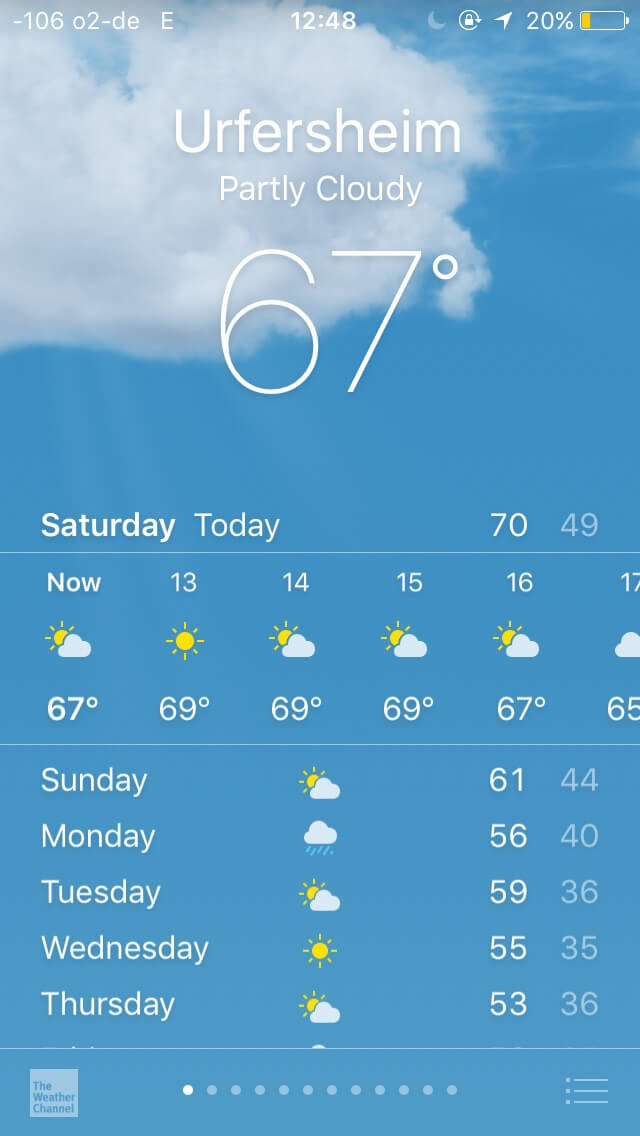 -106 o2-de E 12:48 20%
Urfersheim
Partly Cloudy
67°
Saturday Today 70 49
Now 13 14 15 16 17
67° 69° 69° 69° 67° 65
Sunday 61 44
Monday 56 40
Tuesday 59 36
Wednesday 55 35
Thursday 53 36
The
Weather
Channel